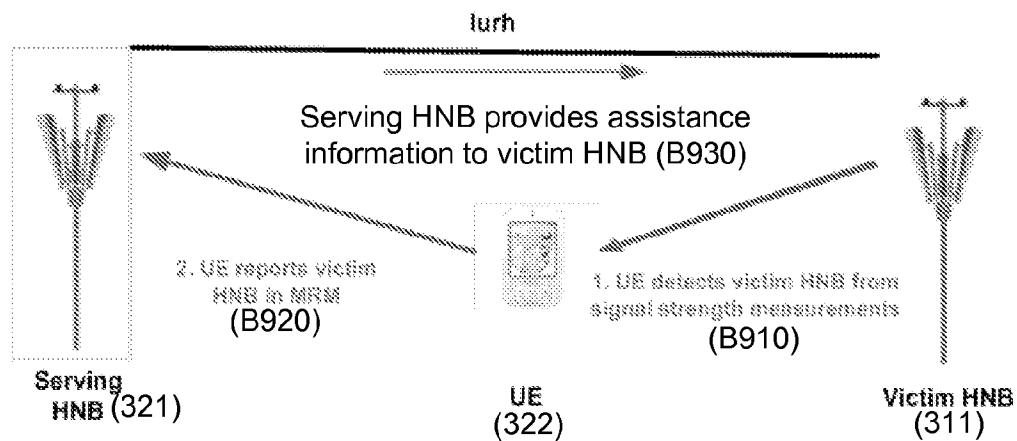 Iurh
Serving HNB provides assistance
information to victim HNB (B930)
2. UE reports victim
HNB in MRM
(B920)
1. UE detects victim HNB from
signal strength measurements
(B910)
Serving
HNB (321)
UE
(322)
Victim HNB
(311)